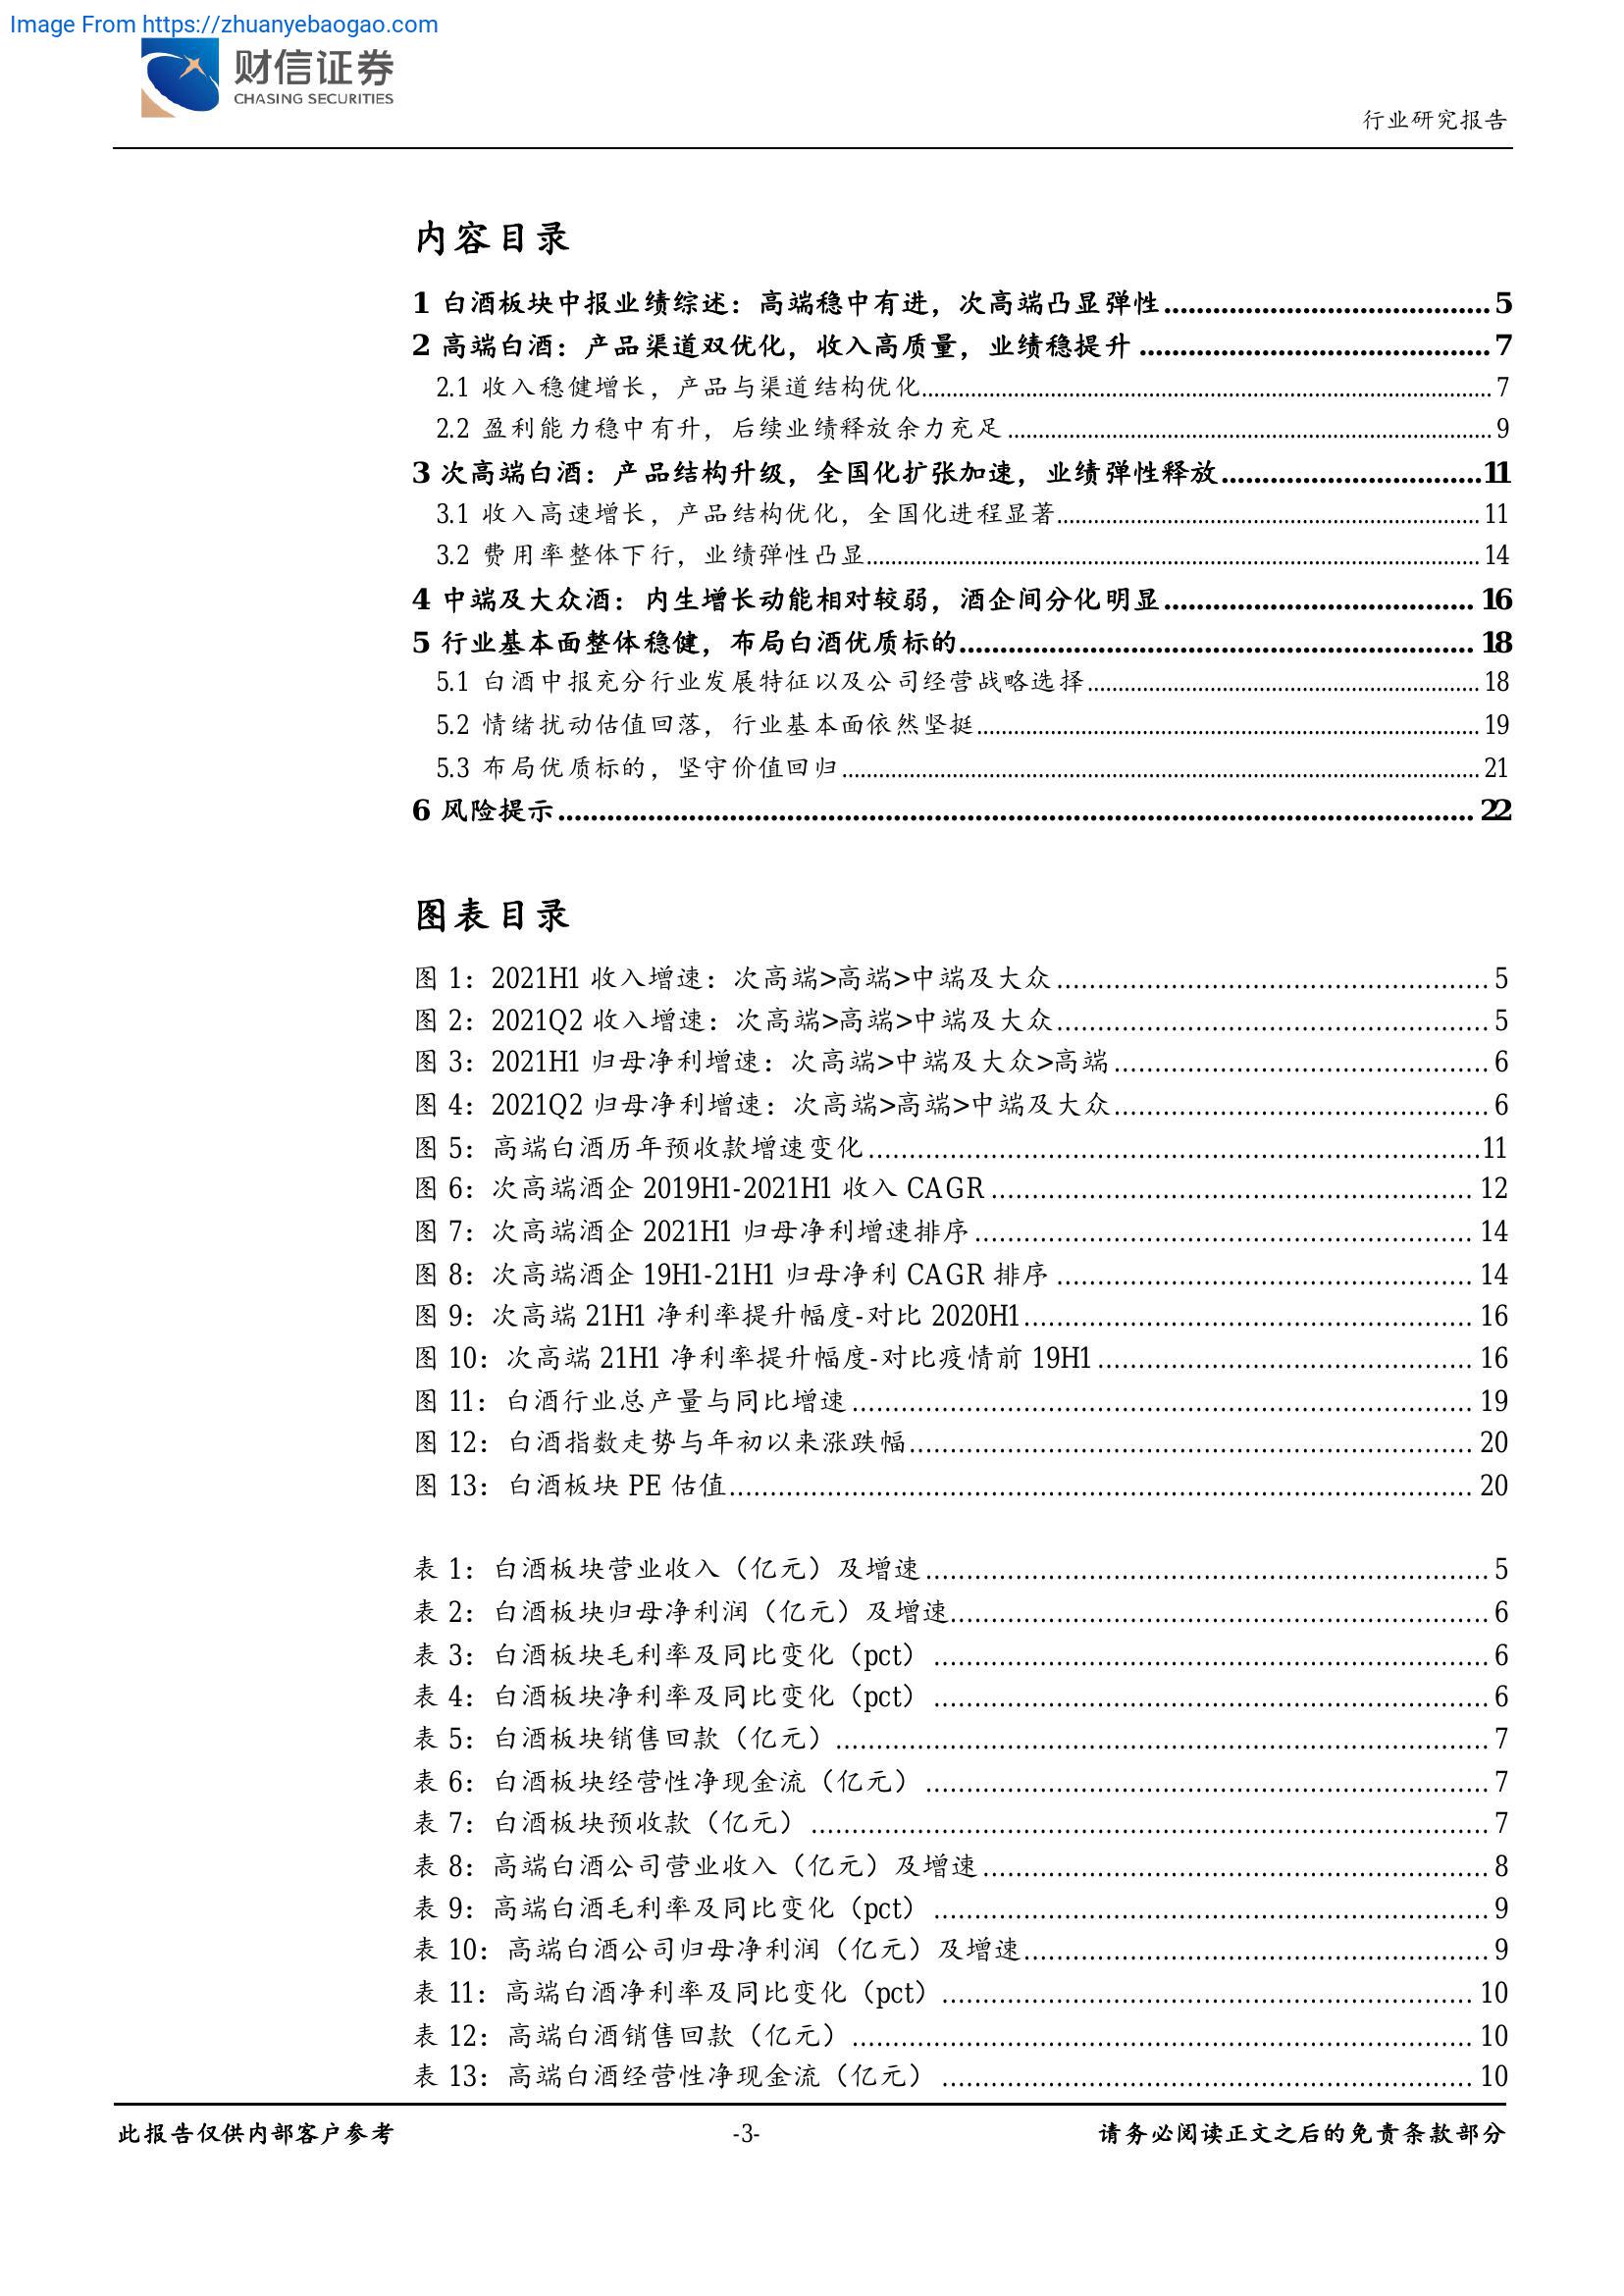 Image From https://zhuanyebaogao.com
财信证券
CHASING SECURITIES
行业研究报告
内容目录
1 白酒板块中报业绩综述：高端稳中有进，次高端凸显弹性........................................5
2 高端白酒：产品渠道双优化，收入高质量，业绩稳提升...........................................7
2.1 收入稳健增长，产品与渠道结构优化............................................................7
2.2 盈利能力稳中有升，后续业绩释放余力充足....................................................9
3 次高端白酒：产品结构升级，全国化扩张加速，业绩弹性释放................................11
3.1 收入高速增长，产品结构优化，全国化进程显著...............................................11
3.2 费用率整体下行，业绩弹性凸显.................................................................14
4 中端及大众酒：内生增长动能相对较弱，酒企间分化明显......................................16
5 行业基本面整体稳健，布局白酒优质标的...............................................................18
5.1 白酒中报充分行业发展特征以及公司经营战略选择............................................18
5.2 情绪扰动估值回落，行业基本面依然坚挺.......................................................19
5.3 布局优质标的，坚守价值回归....................................................................21
6 风险提示................................................................................................................22
图表目录
图 1：2021H1 收入增速：次高端>高端>中端及大众.....................................................5
图 2：2021Q2 收入增速：次高端>高端>中端及大众.....................................................5
图 3：2021H1 归母净利增速：次高端>中端及大众>高端..............................................6
图 4：2021Q2 归母净利增速：次高端>高端>中端及大众..............................................6
图 5：高端白酒历年预收款增速变化..........................................................................11
图 6：次高端酒企 2019H1-2021H1 收入 CAGR...........................................................12
图 7：次高端酒企 2021H1 归母净利增速排序.............................................................14
图 8：次高端酒企 19H1-21H1 归母净利 CAGR 排序...................................................14
图 9：次高端 21H1 净利率提升幅度-对比 2020H1.......................................................16
图 10：次高端 21H1 净利率提升幅度-对比疫情前 19H1..............................................16
图 11：白酒行业总产量与同比增速............................................................................19
图 12：白酒指数走势与年初以来涨跌幅.....................................................................20
图 13：白酒板块 PE 估值...........................................................................................20
表 1：白酒板块营业收入（亿元）及增速.....................................................................5
表 2：白酒板块归母净利润（亿元）及增速..................................................................6
表 3：白酒板块毛利率及同比变化（pct）....................................................................6
表 4：白酒板块净利率及同比变化（pct）....................................................................6
表 5：白酒板块销售回款（亿元）................................................................................7
表 6：白酒板块经营性净现金流（亿元）.....................................................................7
表 7：白酒板块预收款（亿元）...................................................................................7
表 8：高端白酒公司营业收入（亿元）及增速..............................................................8
表 9：高端白酒毛利率及同比变化（pct）....................................................................9
表 10：高端白酒公司归母净利润（亿元）及增速.........................................................9
表 11：高端白酒净利率及同比变化（pct）.................................................................10
表 12：高端白酒销售回款（亿元）............................................................................10
表 13：高端白酒经营性净现金流（亿元）.................................................................10
此报告仅供内部客户参考
-3-
请务必阅读正文之后的免责条款部分